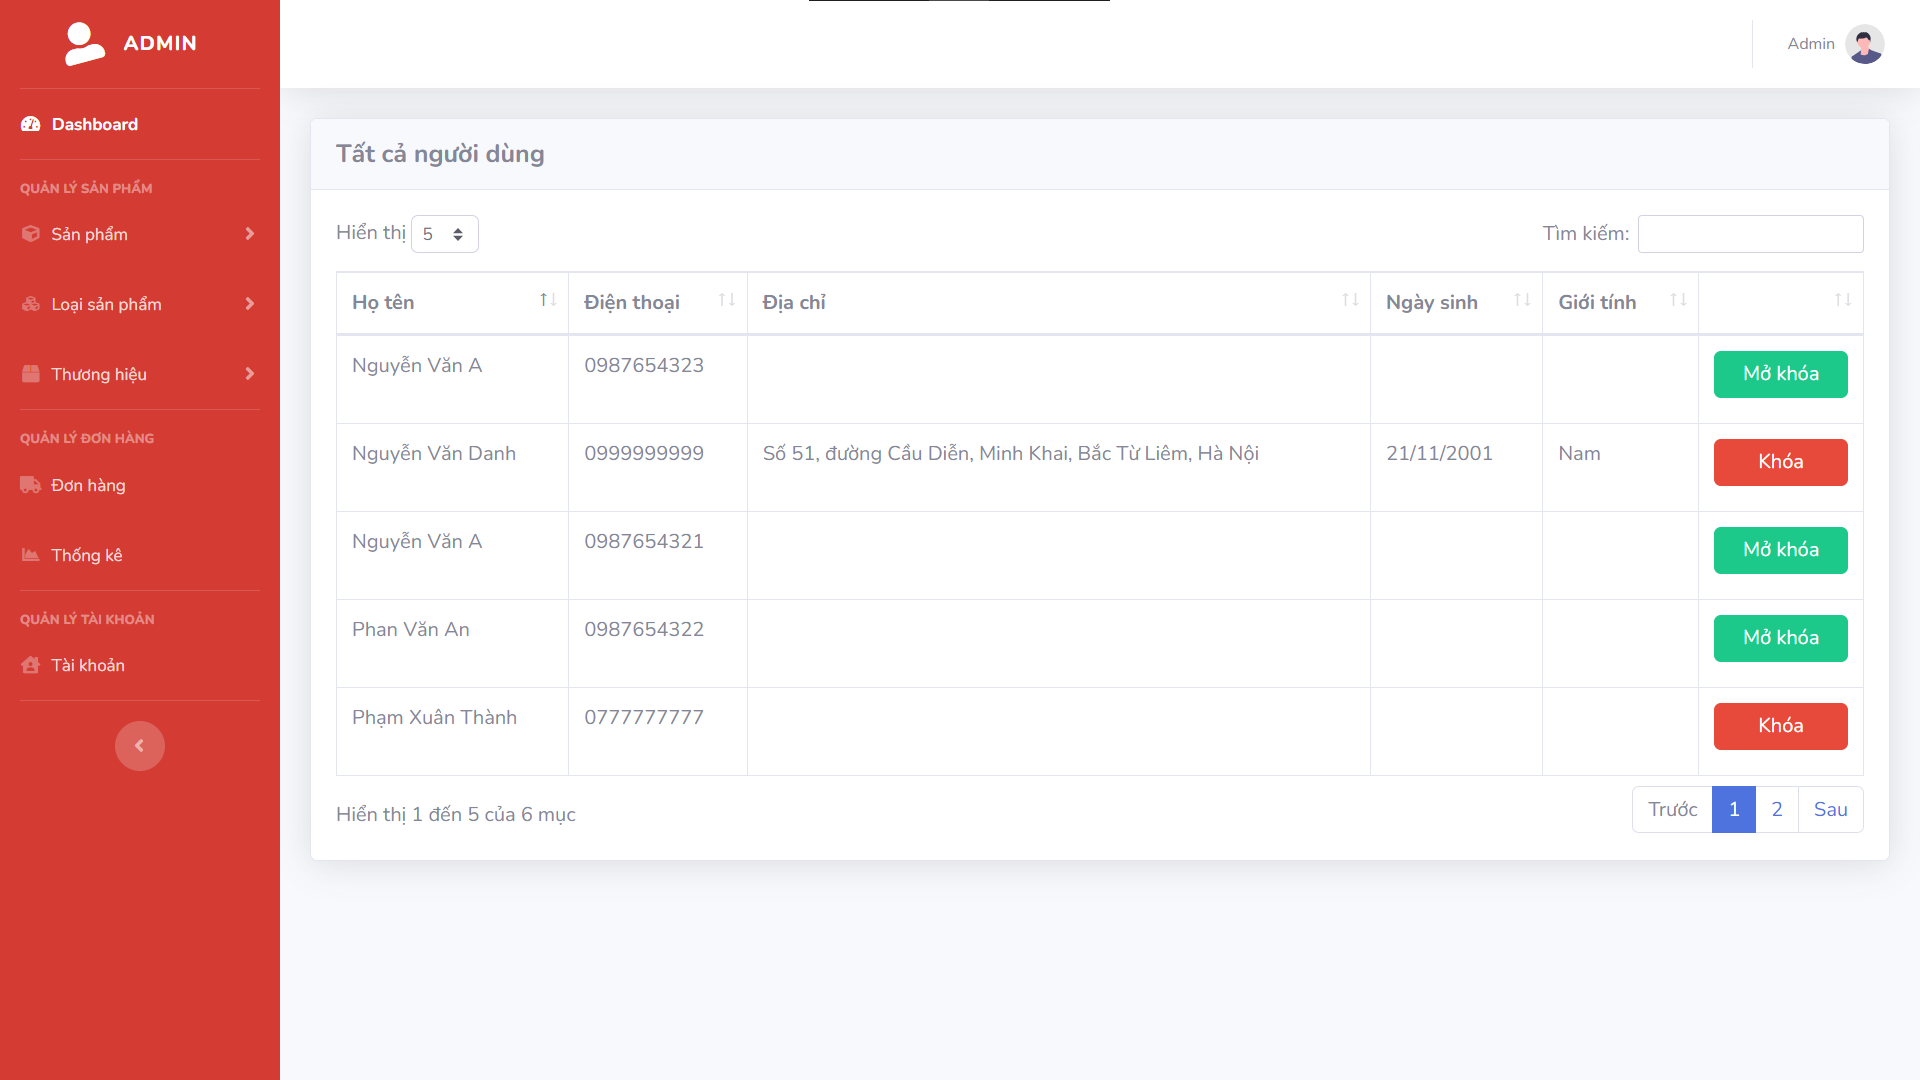 ADMIN
Admin
Dashboard
QUẢN LÝ SẢN PHẨM
Sản phẩm
Loại sản phẩm
Thương hiệu
QUẢN LÝ ĐƠN HÀNG
Đơn hàng
Thống kê
QUẢN LÝ TÀI KHOẢN
Tài khoản
Tất cả người dùng
Hiển thị 5
Tìm kiếm:
Họ tên Điện thoại Địa chỉ Ngày sinh Giới tính
Nguyễn Văn A 0987654323 Mở khóa
Nguyễn Văn Danh 0999999999 Số 51, đường Cầu Diễn, Minh Khai, Bắc Từ Liêm, Hà Nội 21/11/2001 Nam Khóa
Nguyễn Văn A 0987654321 Mở khóa
Phan Văn An 0987654322 Mở khóa
Phạm Xuân Thành 0777777777 Khóa
Hiển thị 1 đến 5 của 6 mục
Trước 1 2 Sau